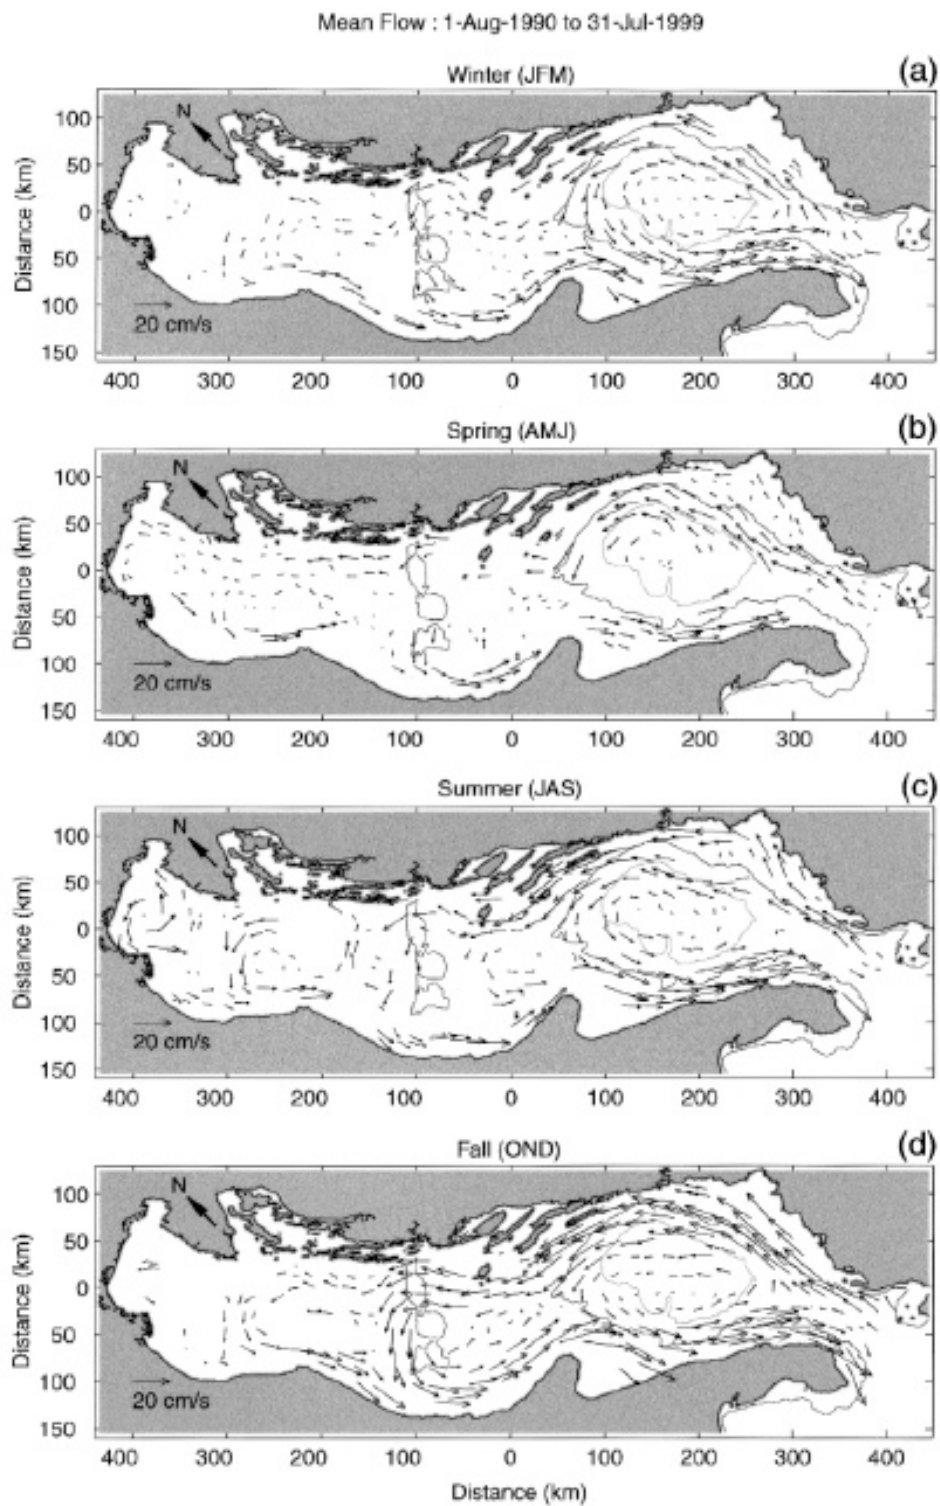 Mean Flow : 1-Aug-1990 to 31-Jul-1999
Winter (JFM)
(a)
N
Distance (km)
100
50
0
50
100
150
20 cm/s
400 300 200 100 0 100 200 300 400
Spring (AMJ)
(b)
N
Distance (km)
100
50
0
50
100
150
20 cm/s
400 300 200 100 0 100 200 300 400
Summer (JAS)
(c)
N
Distance (km)
100
50
0
50
100
150
20 cm/s
400 300 200 100 0 100 200 300 400
Fall (OND)
(d)
N
Distance (km)
100
50
0
50
100
150
20 cm/s
400 300 200 100 0 100 200 300 400
Distance (km)